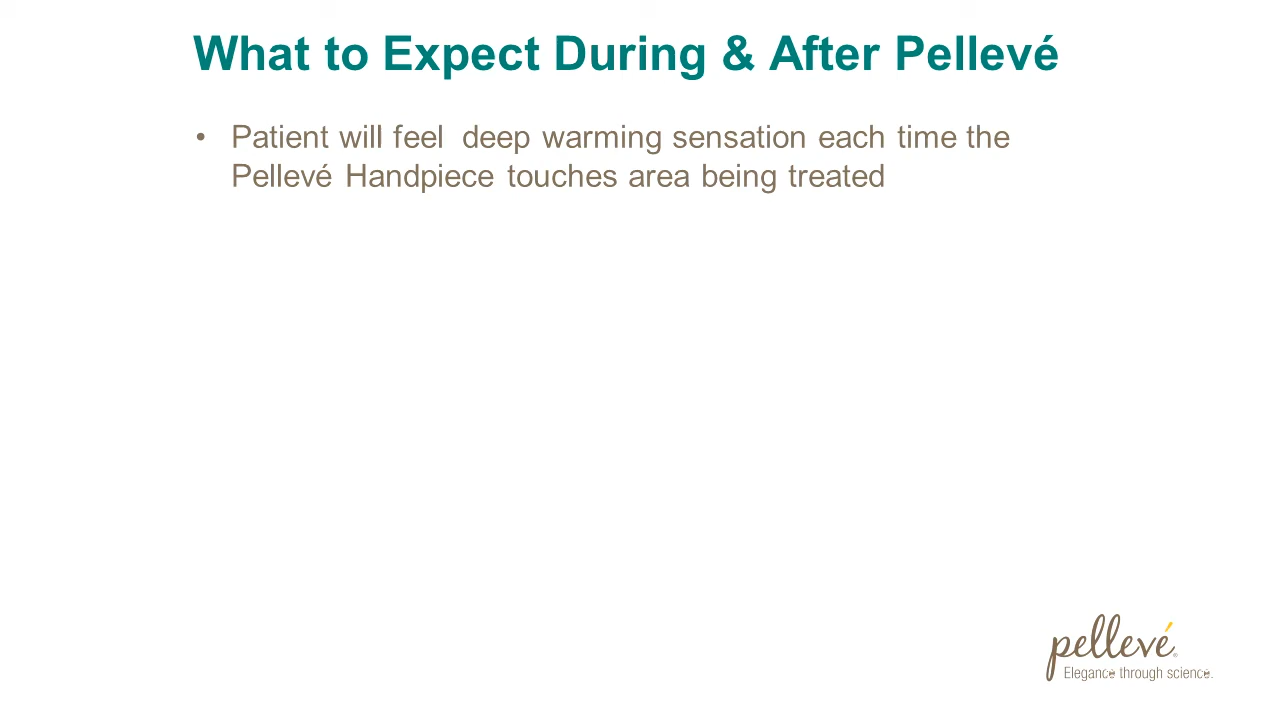 What to Expect During & After Pellevé
• Patient will feel deep warming sensation each time the
Pellevé Handpiece touches area being treated
pellevé®
Elegance through science.